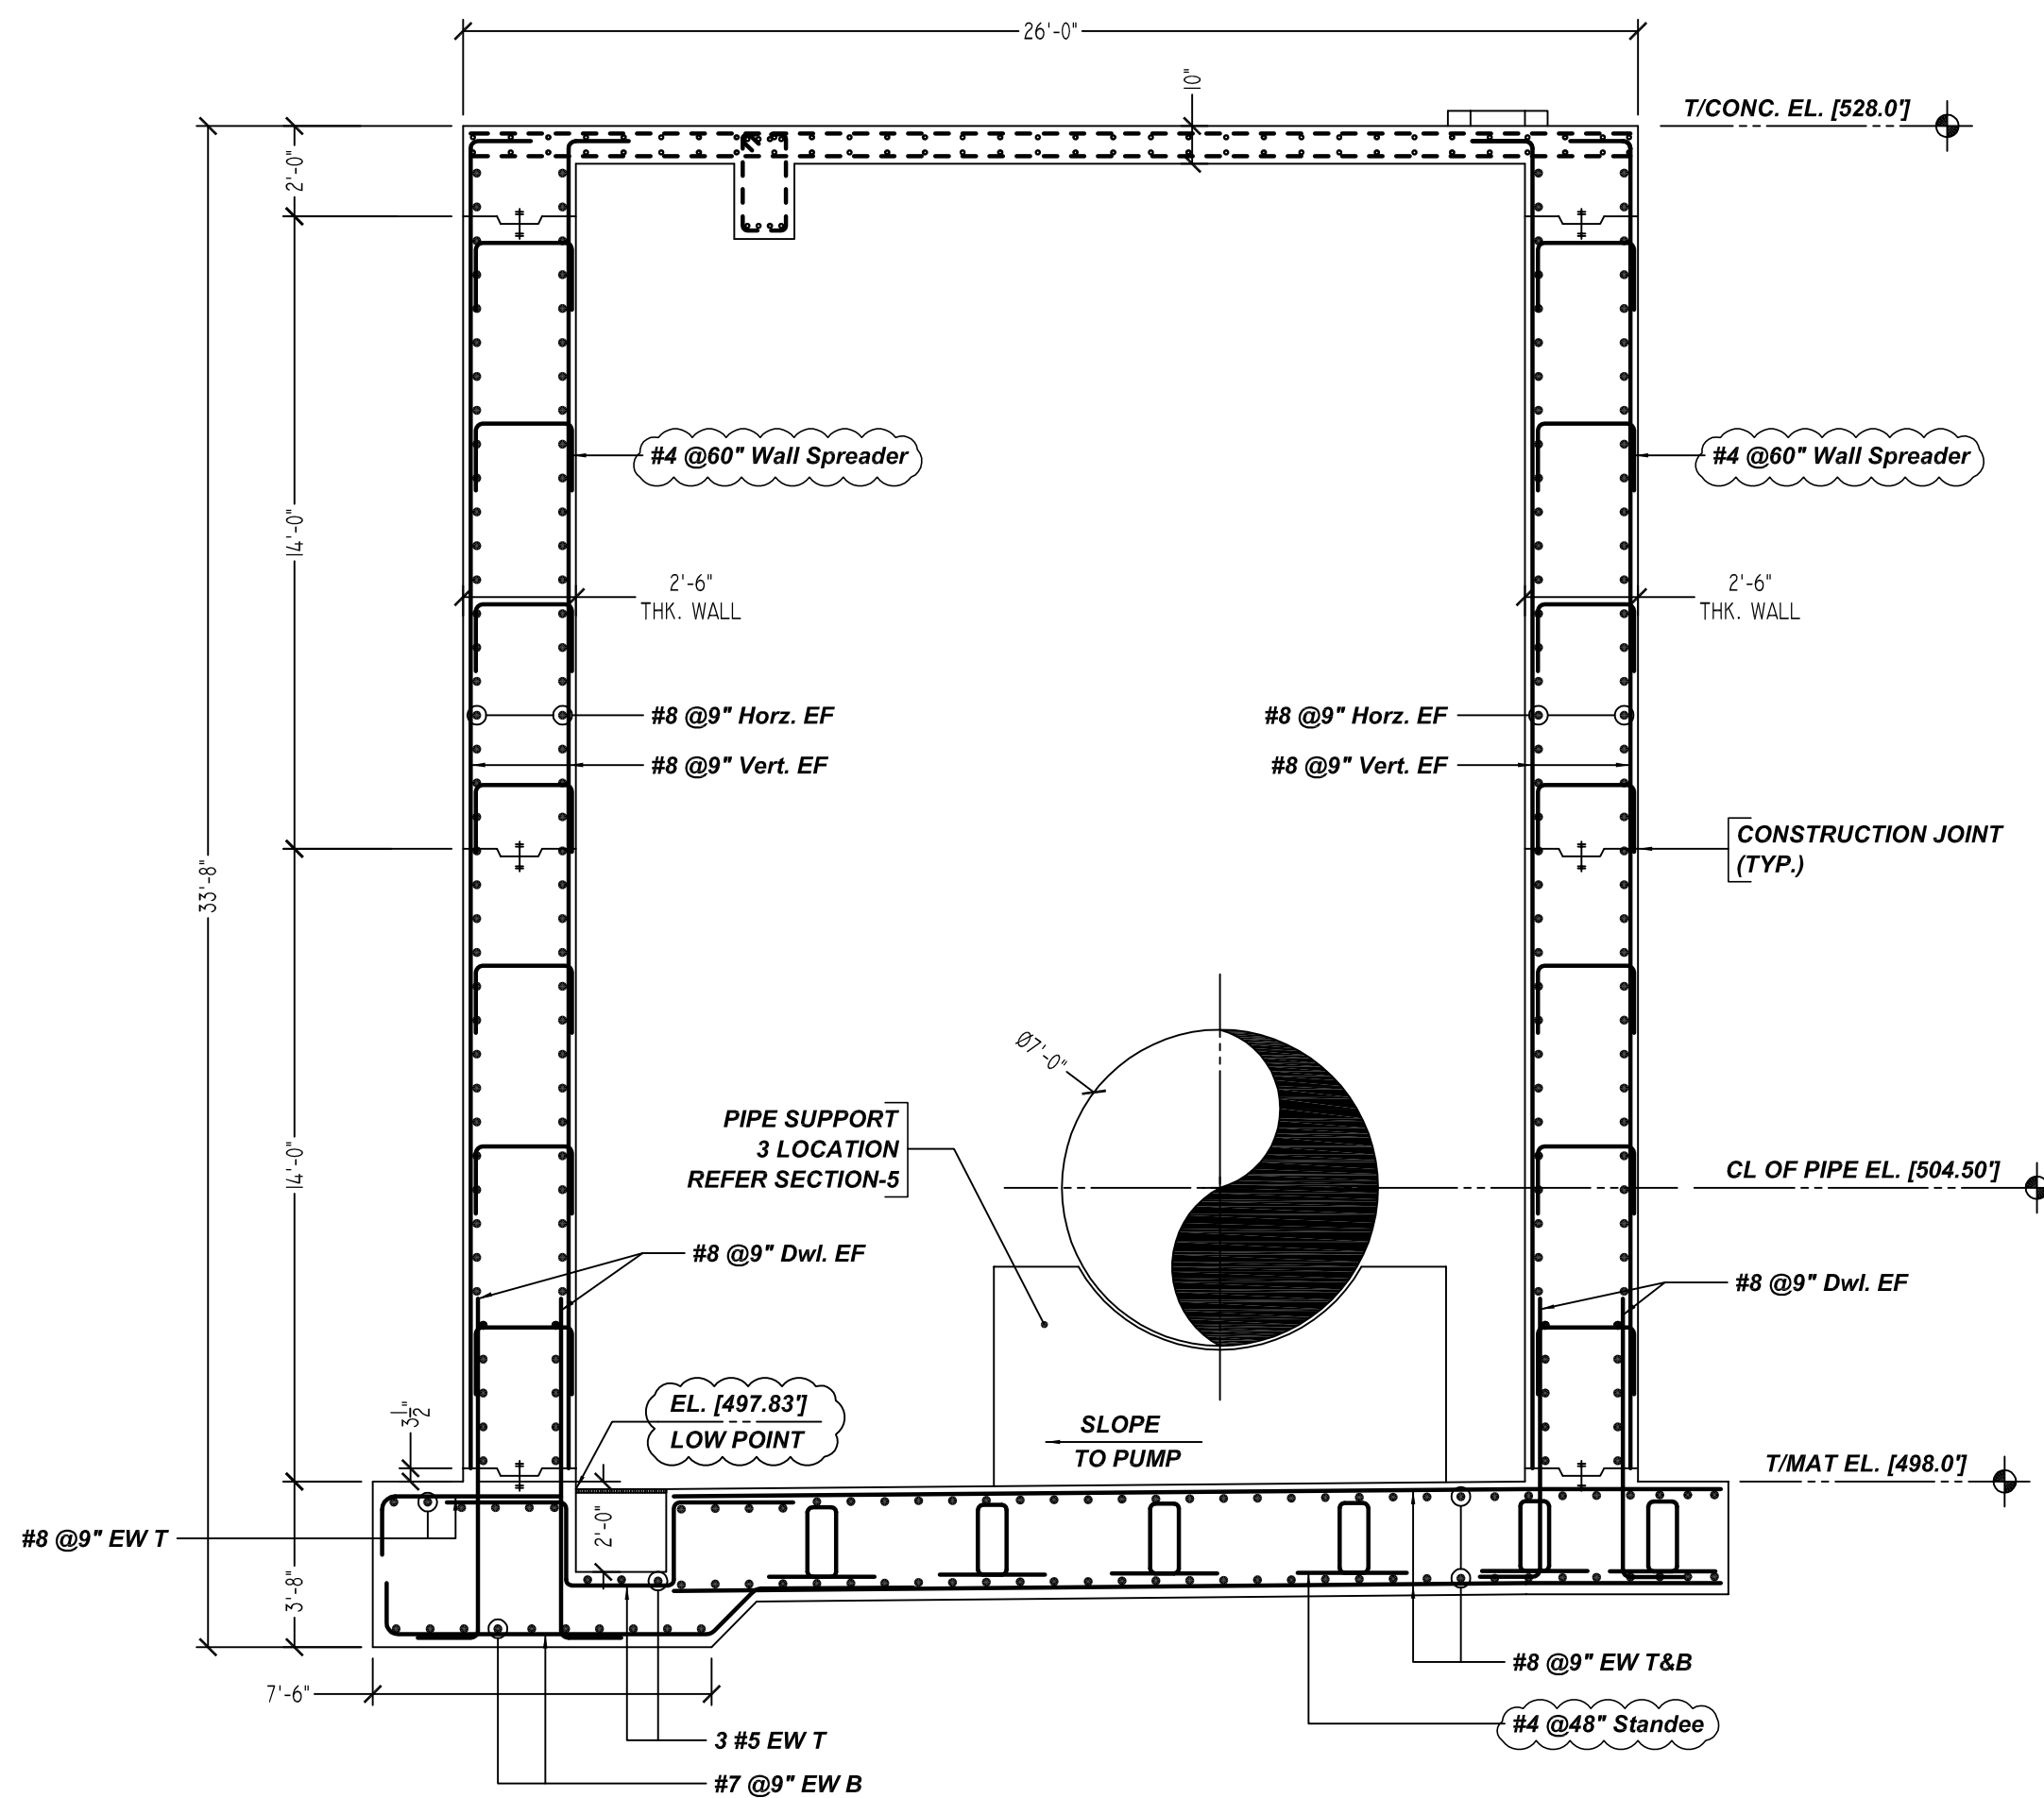 26'-0"
10"
T/CONC. EL. [528.0']
2'-0"
#4 @60" Wall Spreader
#4 @60" Wall Spreader
14'-0"
2'-6"
THK. WALL
2'-6"
THK. WALL
#8 @9" Horz. EF
#8 @9" Horz. EF
#8 @9" Vert. EF
#8 @9" Vert. EF
CONSTRUCTION JOINT
(TYP.)
33'-8"
Ø7'-0"
PIPE SUPPORT
3 LOCATION
REFER SECTION-5
14'-0"
CL OF PIPE EL. [504.50']
#8 @9" Dwl. EF
#8 @9" Dwl. EF
3 1/2"
EL. [497.83']
LOW POINT
SLOPE
TO PUMP
T/MAT EL. [498.0']
2'-0"
#8 @9" EW T
3'-8"
#8 @9" EW T&B
7'-6"
#4 @48" Standee
3 #5 EW T
#7 @9" EW B